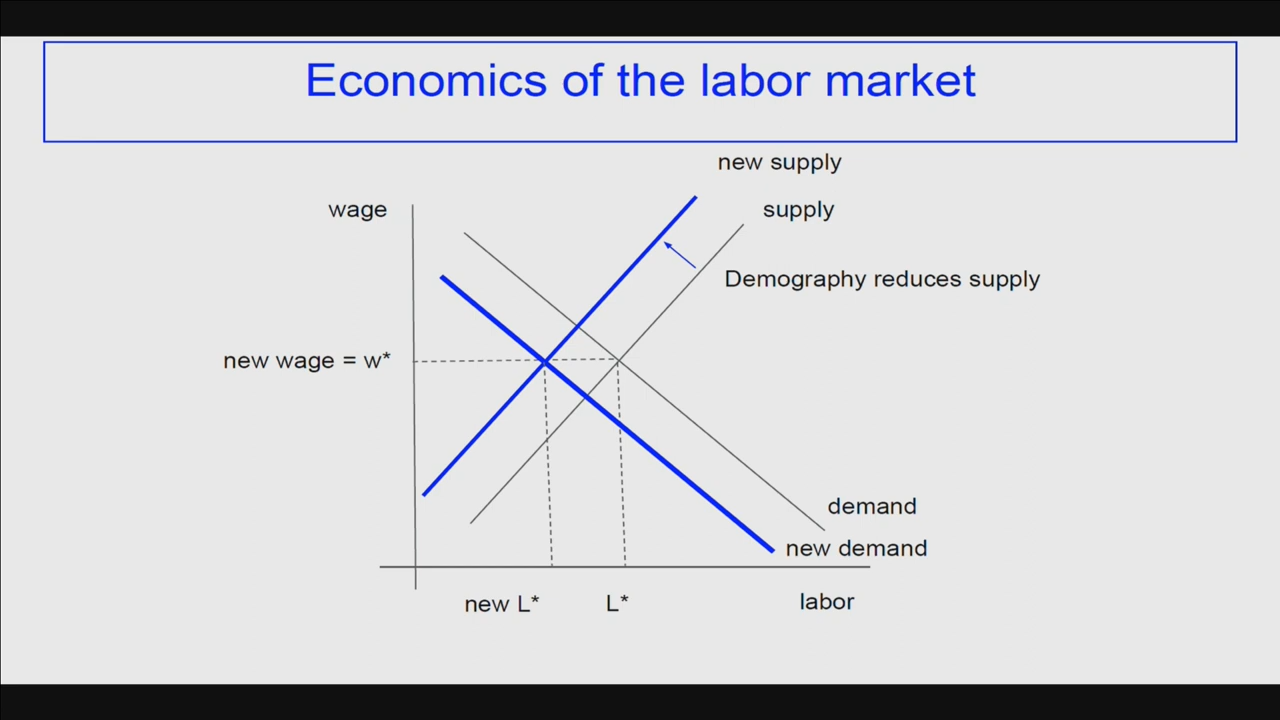 Economics of the labor market
new supply
wage
supply
Demography reduces supply
new wage = w*
demand
new demand
new L*
L*
labor